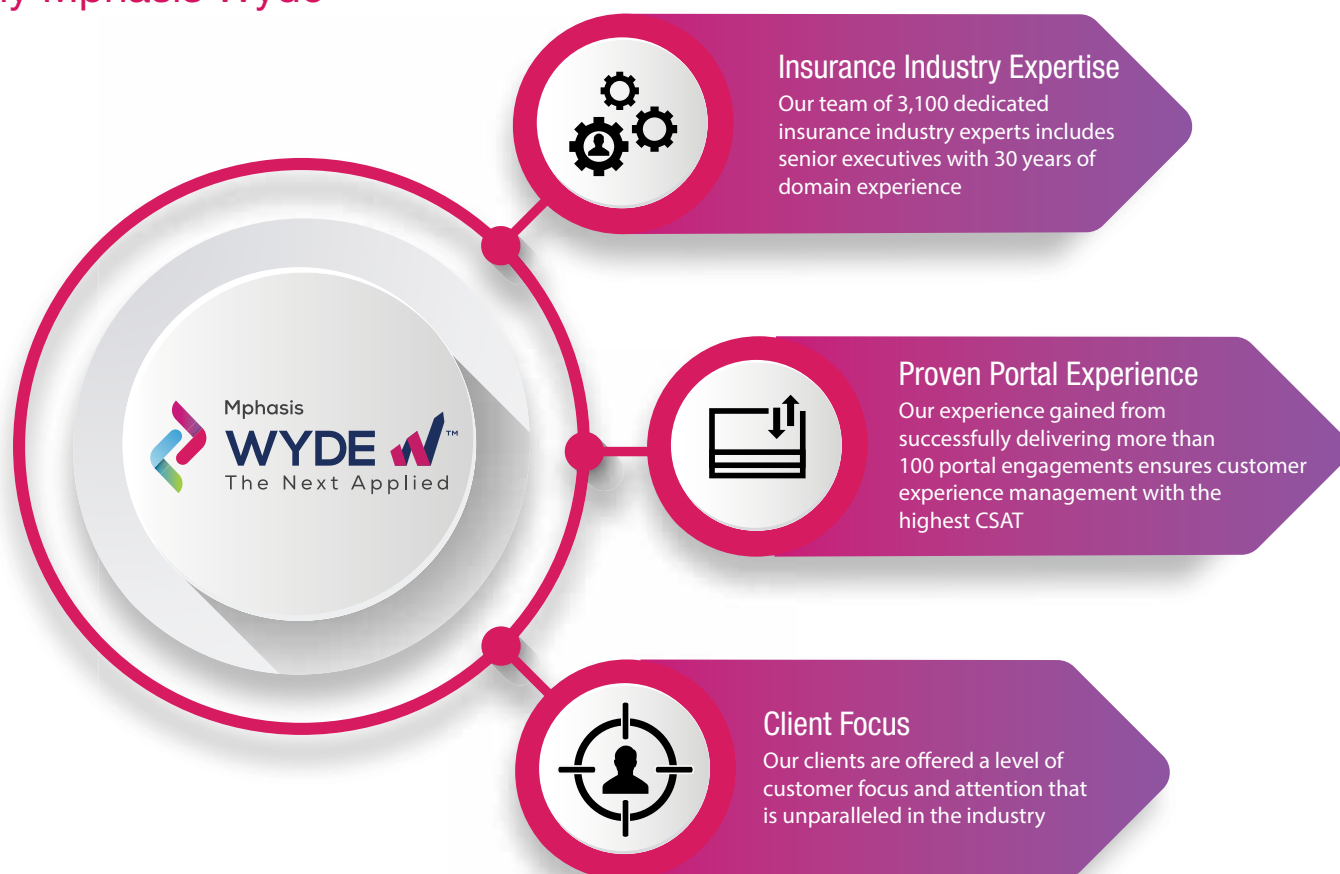 Mphasis Wyde
Insurance Industry Expertise
Our team of 3,100 dedicated
insurance industry experts includes
senior executives with 30 years of
domain experience
Mphasis
WYDE W™
The Next Applied
Proven Portal Experience
Our experience gained from
successfully delivering more than
100 portal engagements ensures customer
experience management with the
highest CSAT
Client Focus
Our clients are offered a level of
customer focus and attention that
is unparalleled in the industry